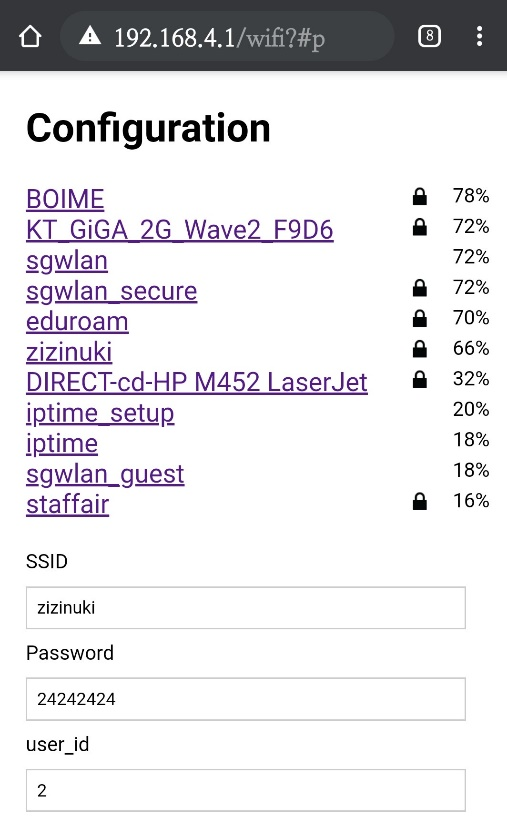 192.168.4.1/wifi?#p
8
Configuration
BOIME 78%
KT_GiGA_2G_Wave2_F9D6 72%
sgwlan 72%
sgwlan_secure 72%
eduroam 70%
zizinuki 66%
DIRECT-cd-HP M452 LaserJet 32%
iptime_setup 20%
iptime 18%
sgwlan_guest 18%
staffair 16%
SSID
zizinuki
Password
24242424
user_id
2